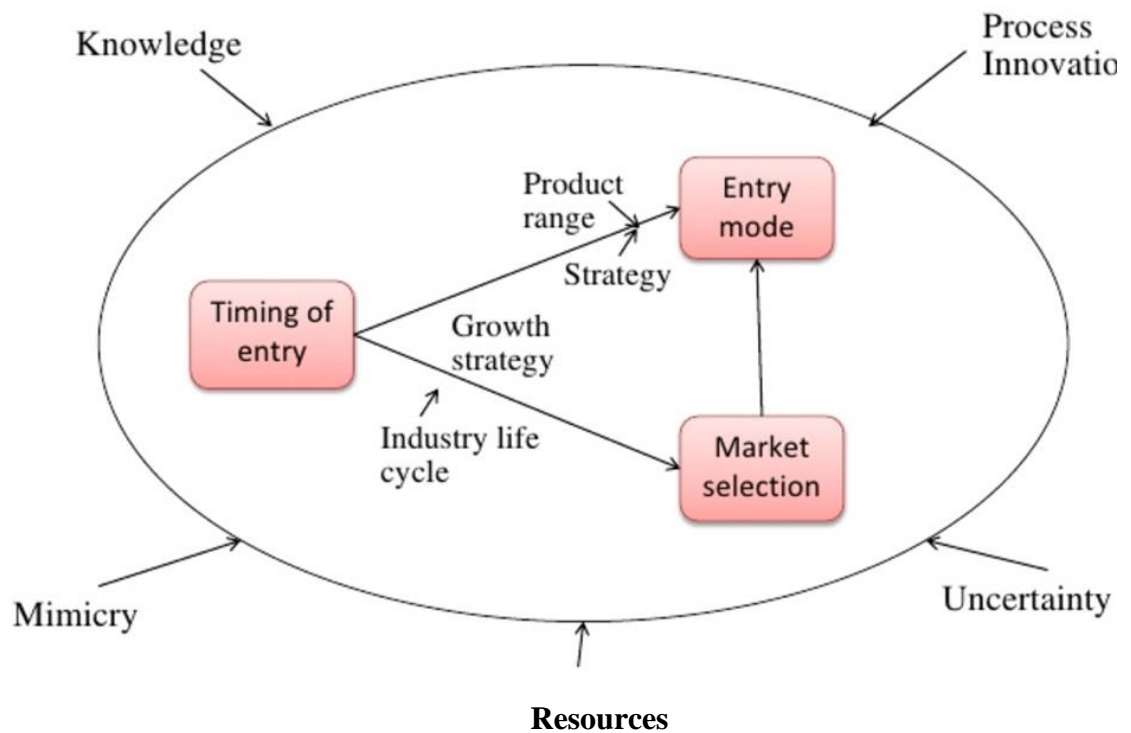 Knowledge
Process
Innovatio
Product
range
Entry
mode
Strategy
Timing of
entry
Growth
strategy
Industry life
cycle
Market
selection
Mimicry
Uncertainty
Resources